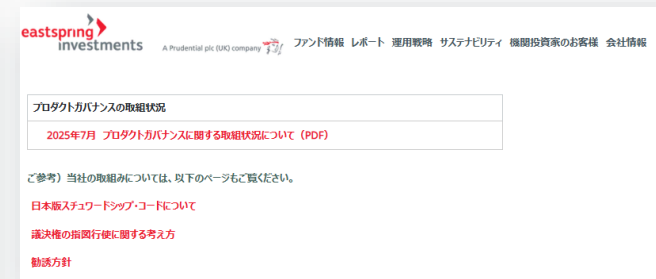 eastspring
investments
A Prudential plc (UK) company
ファンド情報 レポート 運用戦略 サステナビリティ 機関投資家のお客様 会社情報
プロダクトガバナンスの取組状況
2025年7月 プロダクトガバナンスに関する取組状況について（PDF）
ご参考）当社の取組みについては、以下のページもご覧ください。
日本版スチュワードシップ・コードについて
議決権の指図行使に関する考え方
勧誘方針